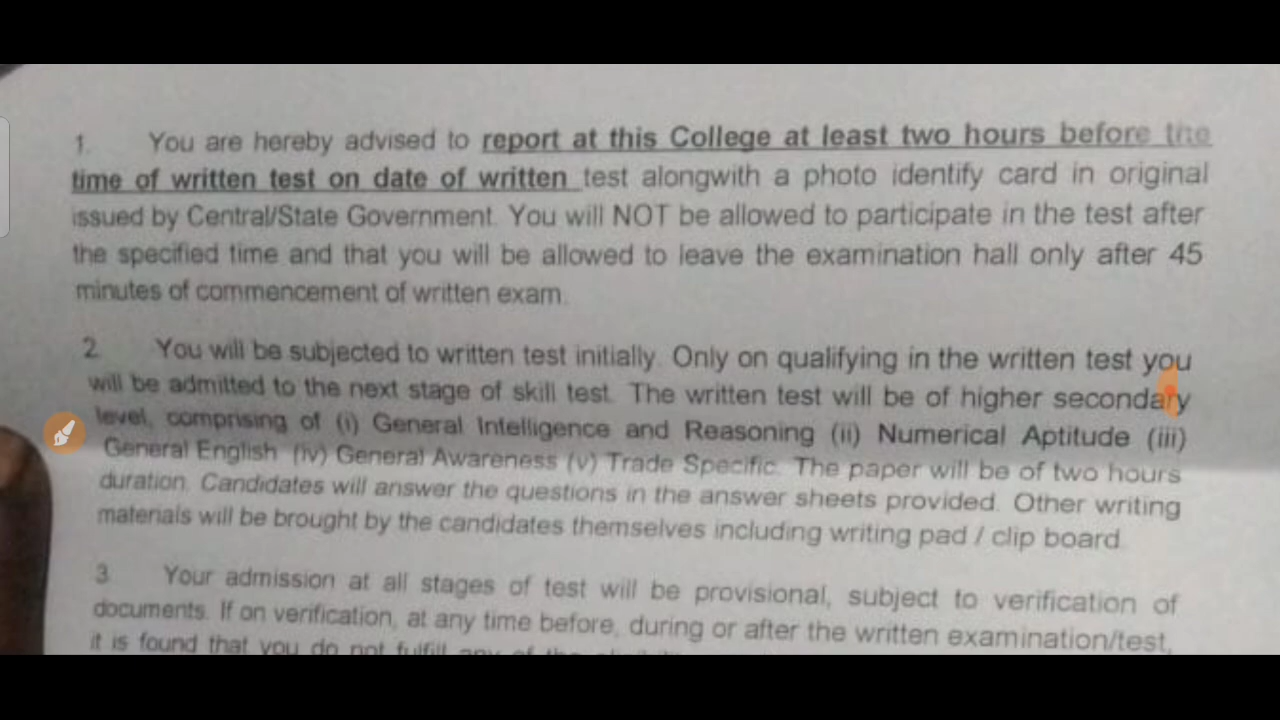 1. You are hereby advised to report at this College at least two hours before the
time of written test on date of written test alongwith a photo identify card in original
issued by Central/State Government. You will NOT be allowed to participate in the test after
the specified time and that you will be allowed to leave the examination hall only after 45
minutes of commencement of written exam.
2. You will be subjected to written test initially. Only on qualifying in the written test you
will be admitted to the next stage of skill test. The written test will be of higher secondary
level, comprising of (i) General Intelligence and Reasoning (ii) Numerical Aptitude (iii)
General English (iv) General Awareness (v) Trade Specific. The paper will be of two hours
duration. Candidates will answer the questions in the answer sheets provided. Other writing
materials will be brought by the candidates themselves including writing pad / clip board.
3. Your admission at all stages of test will be provisional, subject to verification of
documents. If on verification, at any time before, during or after the written examination/test,
it is found that you do not fulfill any of the